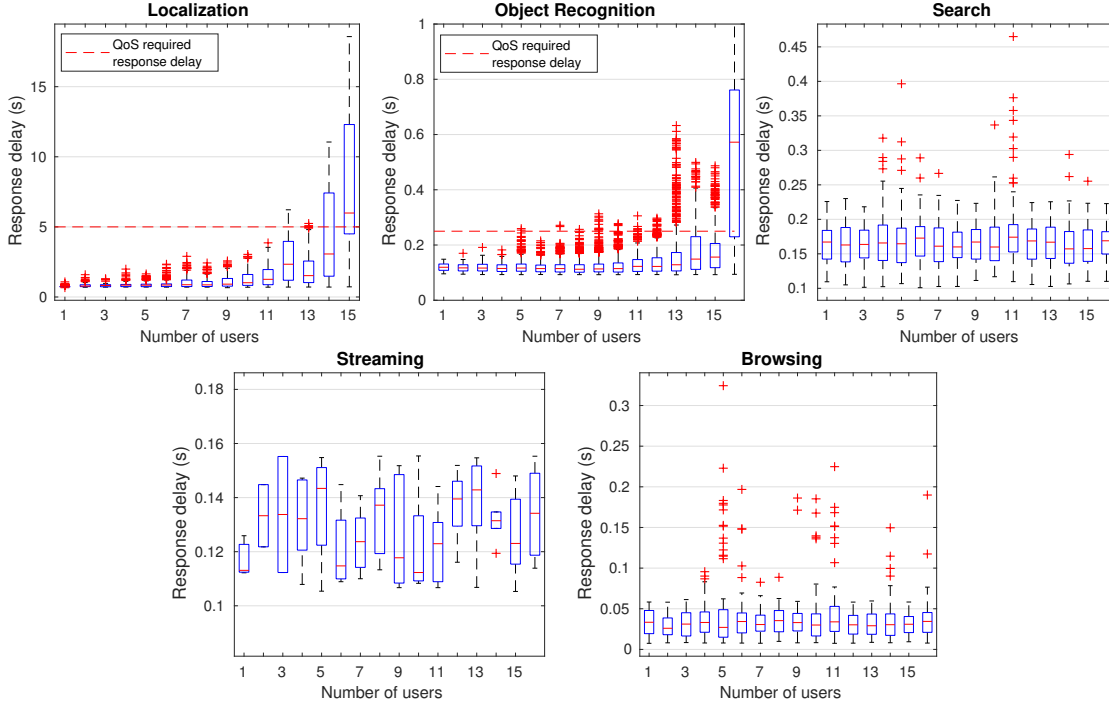 Localization
QoS required
response delay
15
10
5
0
Response delay (s)
1 3 5 7 9 11 13 15
Number of users
Object Recognition
QoS required
response delay
1
0.8
0.6
0.4
0.2
0
Response delay (s)
1 3 5 7 9 11 13 15
Number of users
Search
0.45
0.4
0.35
0.3
0.25
0.2
0.15
0.1
Response delay (s)
1 3 5 7 9 11 13 15
Number of users
Streaming
0.18
0.16
0.14
0.12
0.1
Response delay (s)
1 3 5 7 9 11 13 15
Number of users
Browsing
0.3
0.25
0.2
0.15
0.1
0.05
0
Response delay (s)
1 3 5 7 9 11 13 15
Number of users